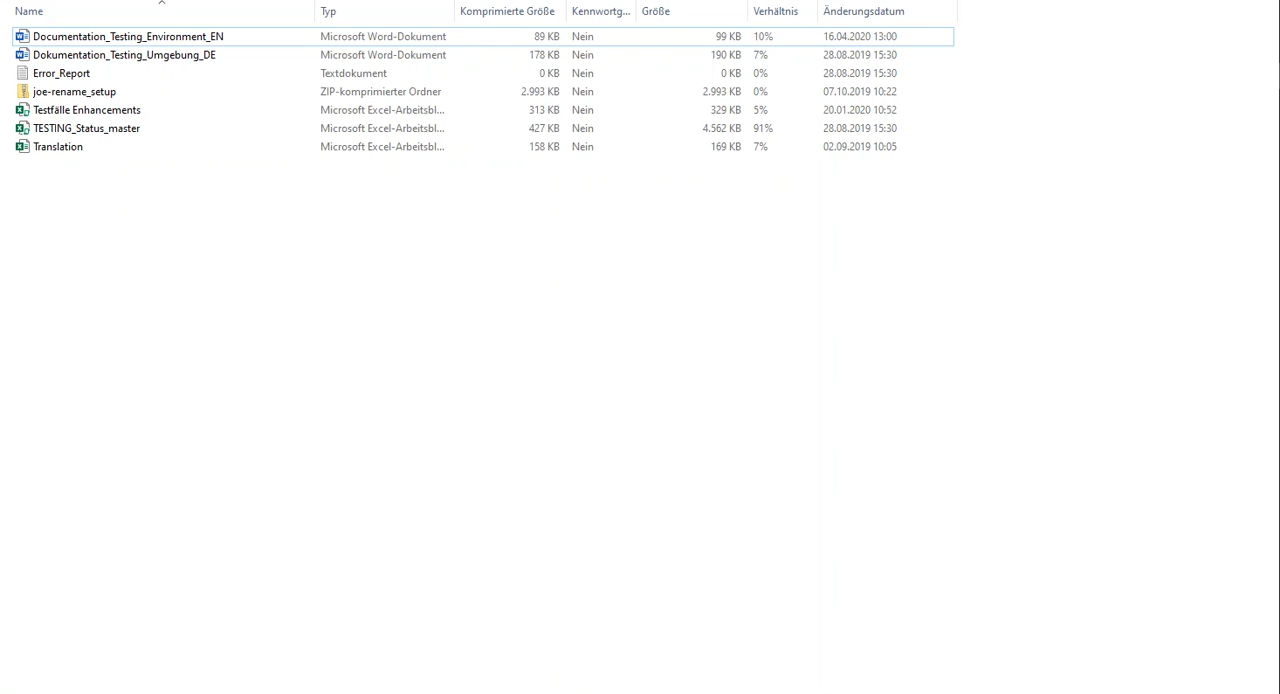 Name Typ Komprimierte Größe Kennwortg... Größe Verhältnis Änderungsdatum
Documentation_Testing_Environment_EN Microsoft Word-Dokument 89 KB Nein 99 KB 10% 16.04.2020 13:00
Dokumentation_Testing_Umgebung_DE Microsoft Word-Dokument 178 KB Nein 190 KB 7% 28.08.2019 15:30
Error_Report Textdokument 0 KB Nein 0 KB 0% 28.08.2019 15:30
joe-rename_setup ZIP-komprimierter Ordner 2.993 KB Nein 2.993 KB 0% 07.10.2019 10:22
Testfälle Enhancements Microsoft Excel-Arbeitsbl... 313 KB Nein 329 KB 5% 20.01.2020 10:52
TESTING_Status_master Microsoft Excel-Arbeitsbl... 427 KB Nein 4.562 KB 91% 28.08.2019 15:30
Translation Microsoft Excel-Arbeitsbl... 158 KB Nein 169 KB 7% 02.09.2019 10:05